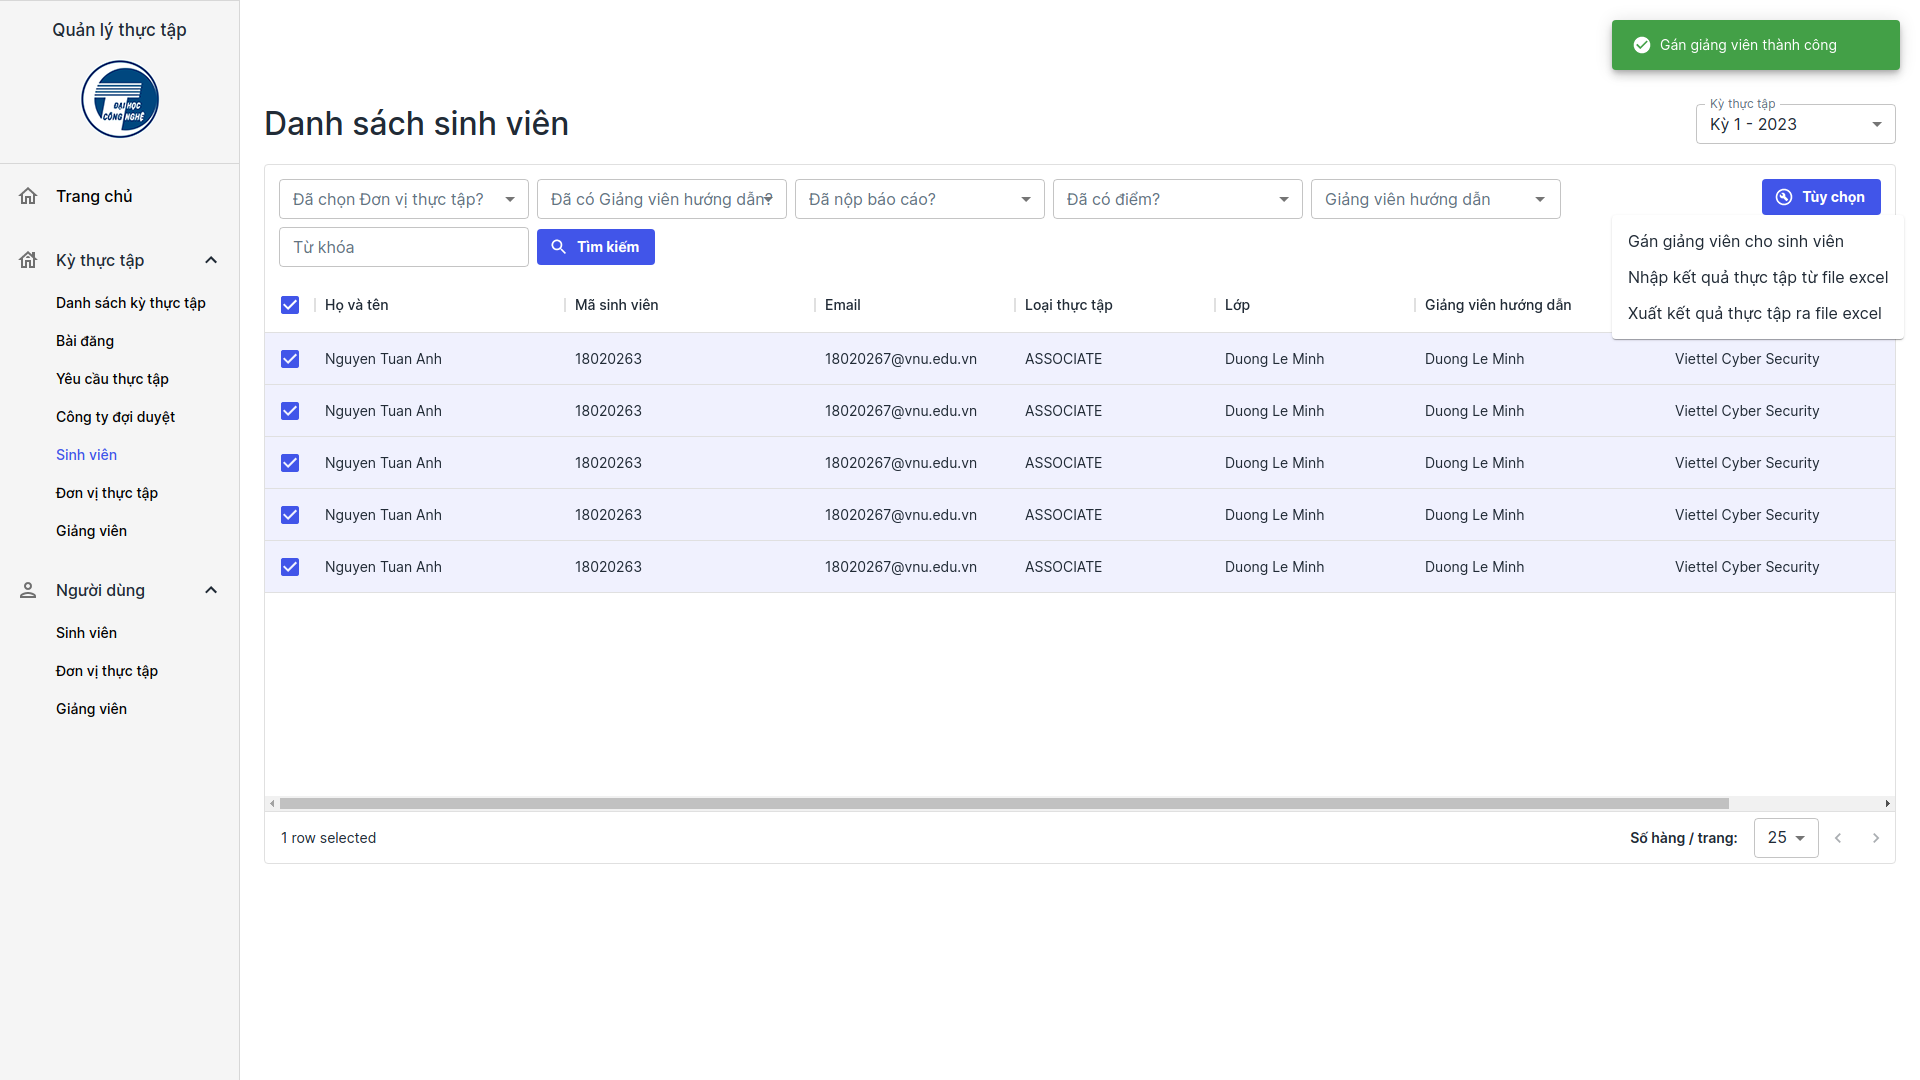 Quản lý thực tập
ĐẠI HỌC
CÔNG NGHỆ
Trang chủ
Kỳ thực tập
Danh sách kỳ thực tập
Bài đăng
Yêu cầu thực tập
Công ty đợi duyệt
Sinh viên
Đơn vị thực tập
Giảng viên
Người dùng
Sinh viên
Đơn vị thực tập
Giảng viên
Gán giảng viên thành công
Danh sách sinh viên
Kỳ thực tập
Kỳ 1 - 2023
Đã chọn Đơn vị thực tập?
Đã có Giảng viên hướng dẫn?
Đã nộp báo cáo?
Đã có điểm?
Giảng viên hướng dẫn
Tùy chọn
Từ khóa
Tìm kiếm
Gán giảng viên cho sinh viên
Nhập kết quả thực tập từ file excel
Xuất kết quả thực tập ra file excel
Họ và tên Mã sinh viên Email Loại thực tập Lớp Giảng viên hướng dẫn
Nguyen Tuan Anh 18020263 18020267@vnu.edu.vn ASSOCIATE Duong Le Minh Duong Le Minh Viettel Cyber Security
Nguyen Tuan Anh 18020263 18020267@vnu.edu.vn ASSOCIATE Duong Le Minh Duong Le Minh Viettel Cyber Security
Nguyen Tuan Anh 18020263 18020267@vnu.edu.vn ASSOCIATE Duong Le Minh Duong Le Minh Viettel Cyber Security
Nguyen Tuan Anh 18020263 18020267@vnu.edu.vn ASSOCIATE Duong Le Minh Duong Le Minh Viettel Cyber Security
Nguyen Tuan Anh 18020263 18020267@vnu.edu.vn ASSOCIATE Duong Le Minh Duong Le Minh Viettel Cyber Security
1 row selected
Số hàng / trang: 25